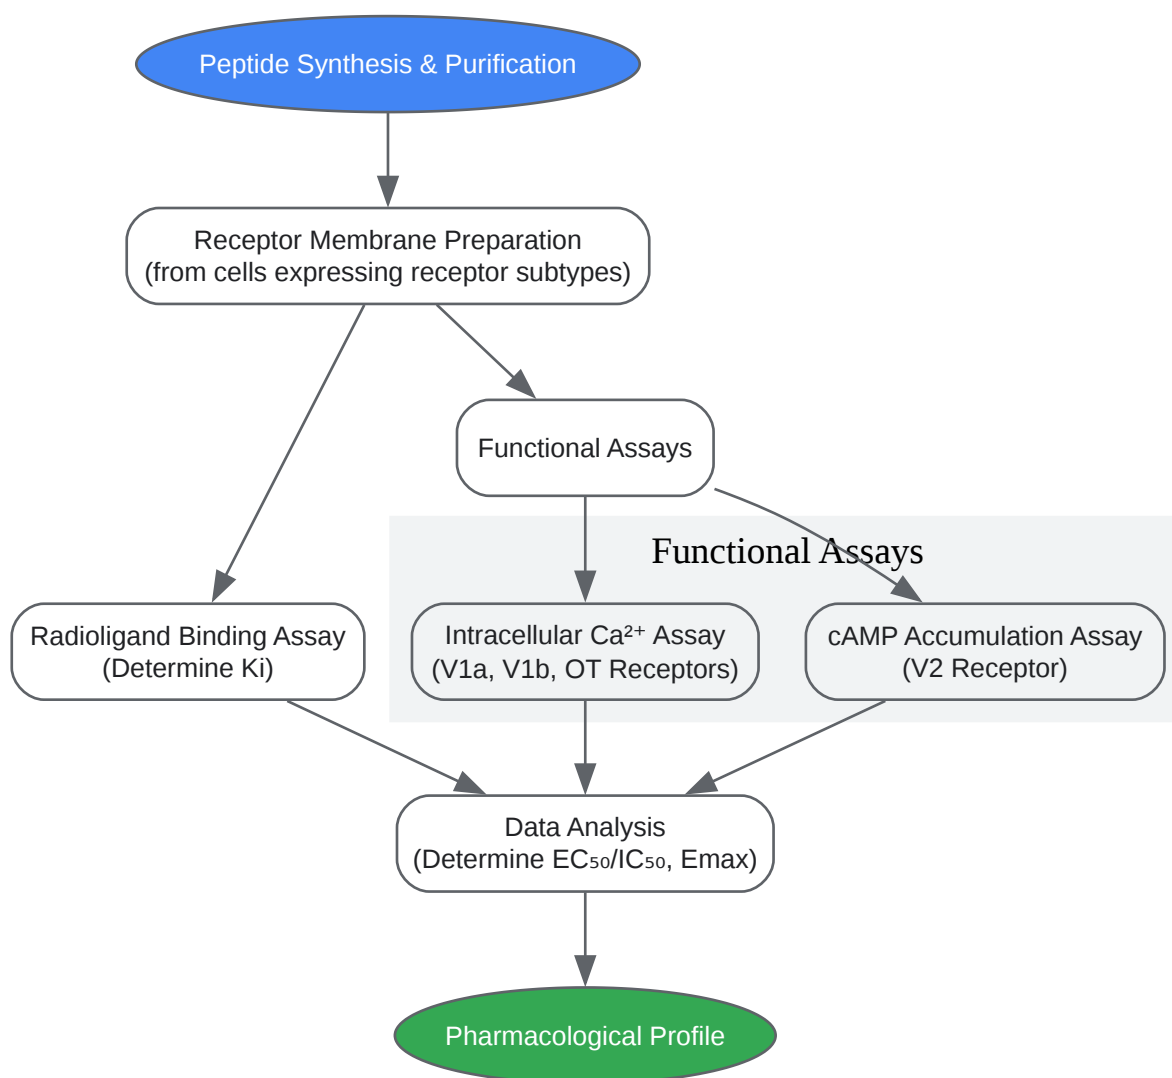 Peptide Synthesis & Purification
Receptor Membrane Preparation
(from cells expressing receptor subtypes)
Functional Assays
Functional Assays
Radioligand Binding Assay
(Determine Ki)
Intracellular Ca²⁺ Assay
(V1a, V1b, OT Receptors)
cAMP Accumulation Assay
(V2 Receptor)
Data Analysis
(Determine EC₅₀/IC₅₀, Emax)
Pharmacological Profile